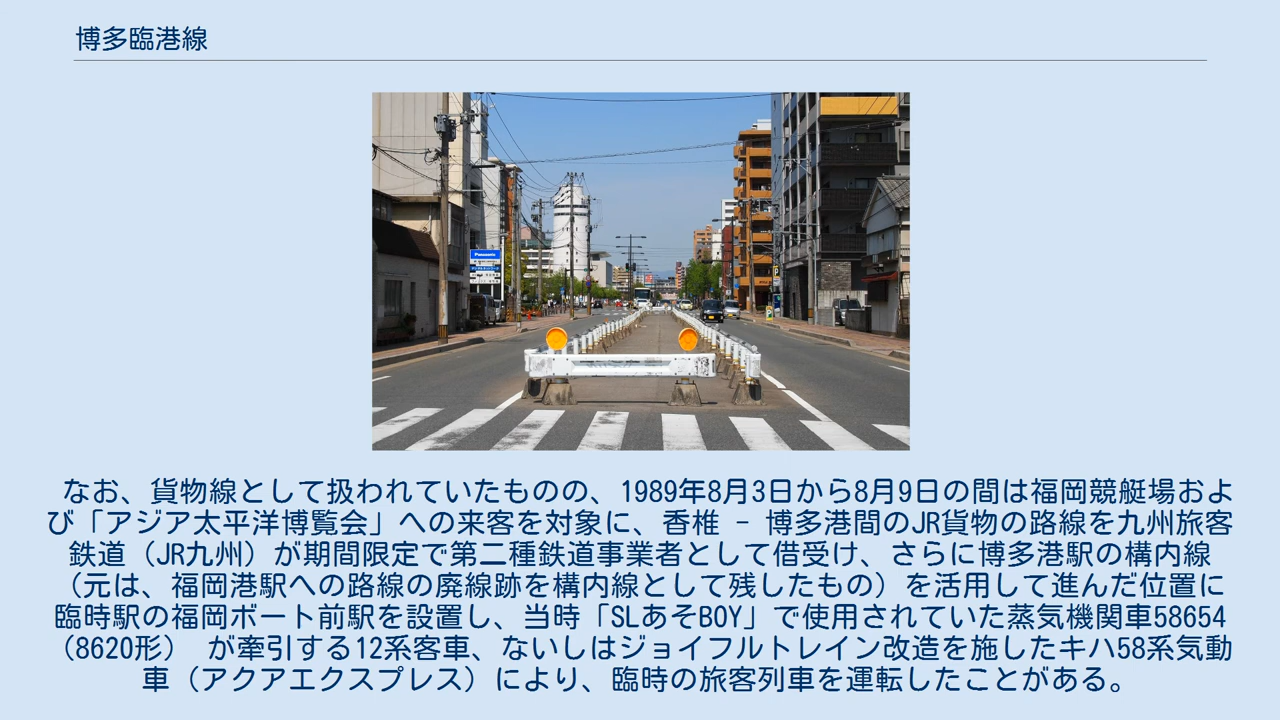 博多臨港線
Panasonic
なお、貨物線として扱われていたものの、1989年8月3日から8月9日の間は福岡競艇場およ
び「アジア太平洋博覧会」への来客を対象に、香椎 - 博多港間のJR貨物の路線を九州旅客
鉄道（JR九州）が期間限定で第二種鉄道事業者として借受け、さらに博多港駅の構内線
（元は、福岡港駅への路線の廃線跡を構内線として残したもの）を活用して進んだ位置に
臨時駅の福岡ボート前駅を設置し、当時「SLあそBOY」で使用されていた蒸気機関車58654
（8620形） が牽引する12系客車、ないしはジョイフルトレイン改造を施したキハ58系気動
車（アクアエクスプレス）により、臨時の旅客列車を運転したことがある。